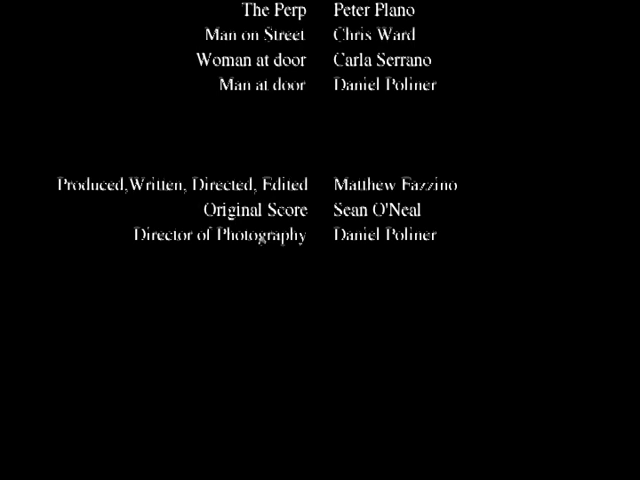 The Perp Peter Plano
Man on Street Chris Ward
Woman at door Carla Serrano
Man at door Daniel Poliner
Produced,Written, Directed, Edited Matthew Fazzino
Original Score Sean O'Neal
Director of Photography Daniel Poliner